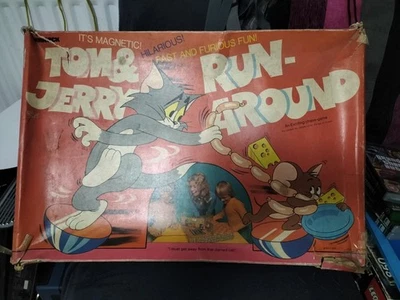 IT'S MAGNETIC!
HILARIOUS!
FAST AND FURIOUS FUN!
TOM&
JERRY
RUN-
AROUND